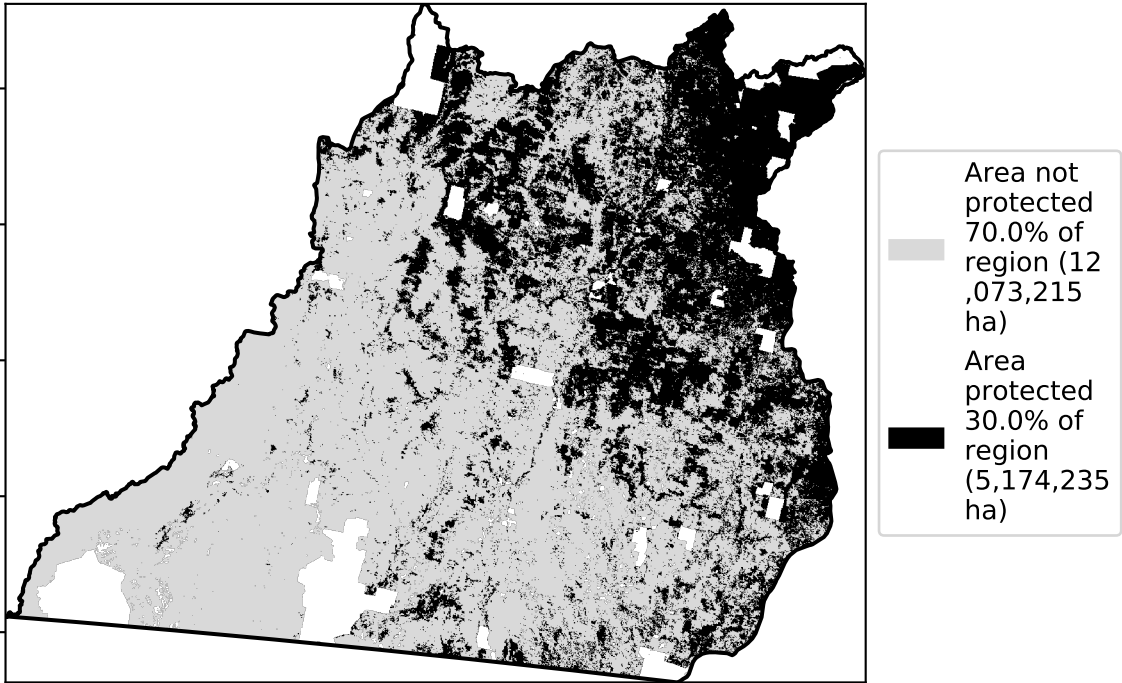 Area not
protected
70.0% of
region (12
,073,215
ha)
Area
protected
30.0% of
region
(5,174,235
ha)